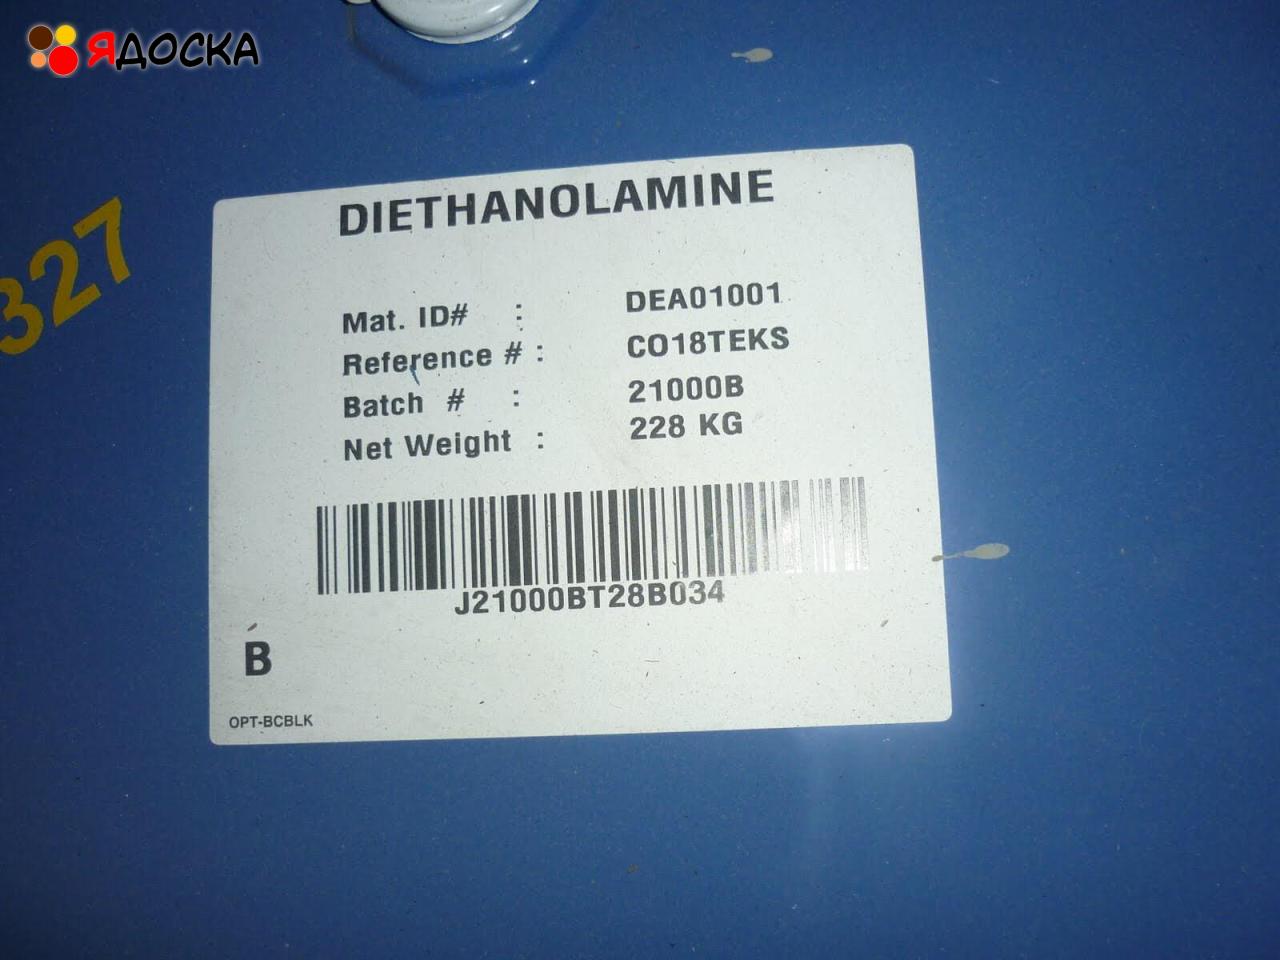 ЯДОСКА
327
DIETHANOLAMINE
Mat. ID# : DEA01001
Reference # : CO18TEKS
Batch # : 21000B
Net Weight : 228 KG
J21000BT28B034
B
OPT-BCBLK